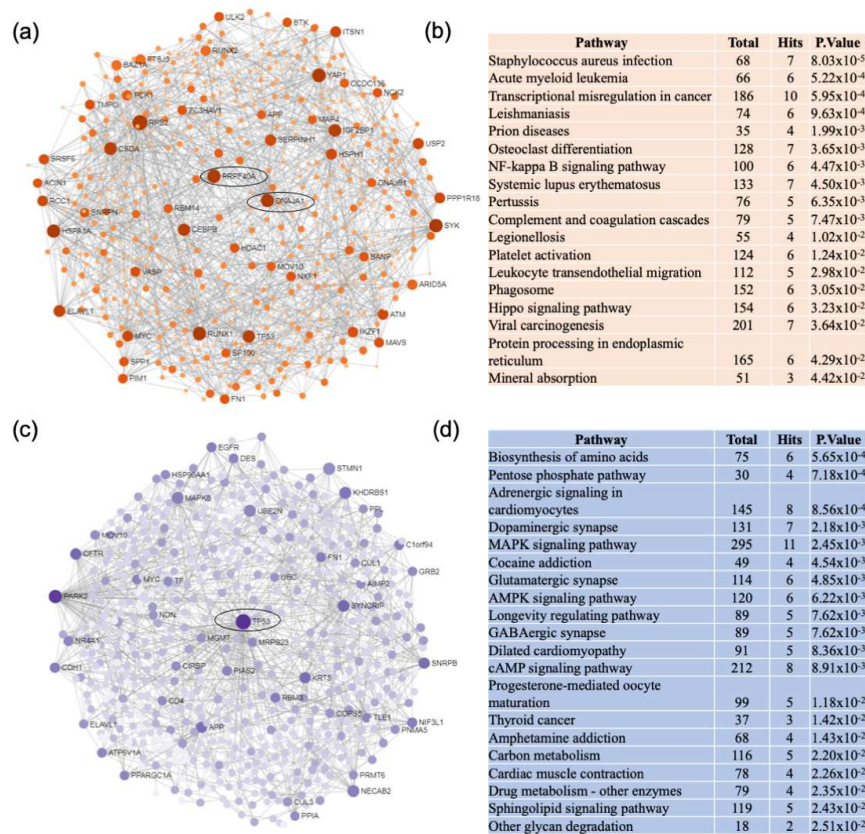 (a)
ULK2
BTK
ITSN1
RUNX2
FTSJ3
BAZ1A
YAP1
CCDC136
NCK2
PCK1
TMPO
ZC3HAV1
APP
MAP4
RPS2
IGF2BP1
SERPINH1
USP2
CSDA
HSPH1
SRSF5
PRPF40A
ACIN1
DNAJB1
RCC1
DNAJA1
PPP1R18
SNRPN
RBM14
HSPA1A
CEBPB
SYK
HDAC1
BANP
MOV10
VASP
NXF1
ARID5A
ELAVL1
ATM
MYC
RUNX1
TP53
IKZF1
MAVS
SP100
SPP1
PIM1
FN1
(b)
Pathway Total Hits P.Value
Staphylococcus aureus infection 68 7 8.03x10-5
Acute myeloid leukemia 66 6 5.22x10-4
Transcriptional misregulation in cancer 186 10 5.95x10-4
Leishmaniasis 74 6 9.63x10-4
Prion diseases 35 4 1.99x10-3
Osteoclast differentiation 128 7 3.65x10-3
NF-kappa B signaling pathway 100 6 4.47x10-3
Systemic lupus erythematosus 133 7 4.50x10-3
Pertussis 76 5 6.35x10-3
Complement and coagulation cascades 79 5 7.47x10-3
Legionellosis 55 4 1.02x10-2
Platelet activation 124 6 1.24x10-2
Leukocyte transendothelial migration 112 5 2.98x10-2
Phagosome 152 6 3.05x10-2
Hippo signaling pathway 154 6 3.23x10-2
Viral carcinogenesis 201 7 3.64x10-2
Protein processing in endoplasmic
reticulum 165 6 4.29x10-2
Mineral absorption 51 3 4.42x10-2
(c)
EGFR
DES
STMN1
HSP90AA1
MAPK6
KHDRBS1
PPL
UBE2N
C1orf94
MOV10
CFTR
FN1
CUL1
GRB2
MYC
TF
UBC
AIMP2
PARK2
SYNCRIP
NDN
TP53
NR4A1
MGMT
MRPS23
CDH1
CIRBP
PIAS2
SNRPB
KRT5
CD4
RBM3
COPS5
TLE1
NIF3L1
ELAVL1
APP
PNMA5
ATP6V1A
PPARGC1A
PRMT6
NECAB2
CUL3
PPIA
(d)
Pathway Total Hits P.Value
Biosynthesis of amino acids 75 6 5.65x10-4
Pentose phosphate pathway 30 4 7.18x10-4
Adrenergic signaling in
cardiomyocytes 145 8 8.56x10-4
Dopaminergic synapse 131 7 2.18x10-3
MAPK signaling pathway 295 11 2.45x10-3
Cocaine addiction 49 4 4.54x10-3
Glutamatergic synapse 114 6 4.85x10-3
AMPK signaling pathway 120 6 6.22x10-3
Longevity regulating pathway 89 5 7.62x10-3
GABAergic synapse 89 5 7.62x10-3
Dilated cardiomyopathy 91 5 8.36x10-3
cAMP signaling pathway 212 8 8.91x10-3
Progesterone-mediated oocyte
maturation 99 5 1.18x10-2
Thyroid cancer 37 3 1.42x10-2
Amphetamine addiction 68 4 1.43x10-2
Carbon metabolism 116 5 2.20x10-2
Cardiac muscle contraction 78 4 2.26x10-2
Drug metabolism - other enzymes 79 4 2.35x10-2
Sphingolipid signaling pathway 119 5 2.43x10-2
Other glycan degradation 18 2 2.51x10-2